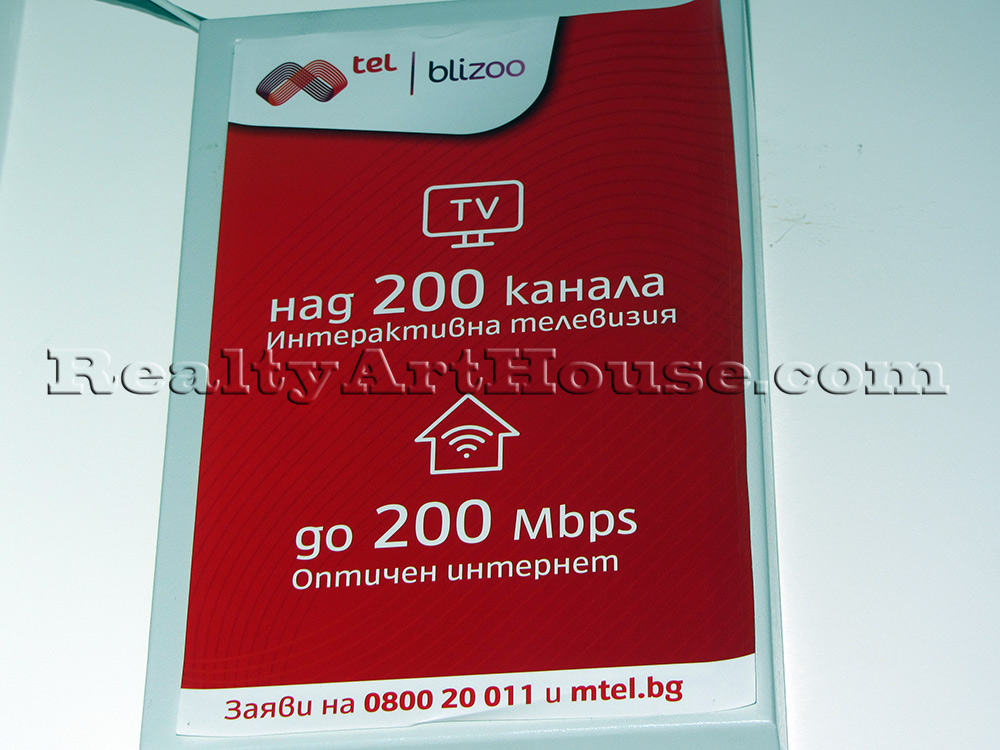 tel | blizoo
TV
над 200 канала
Интерактивна телевизия
RealtyArtHouse.com
до 200 Mbps
Оптичен интернет
Заяви на 0800 20 011 и mtel.bg